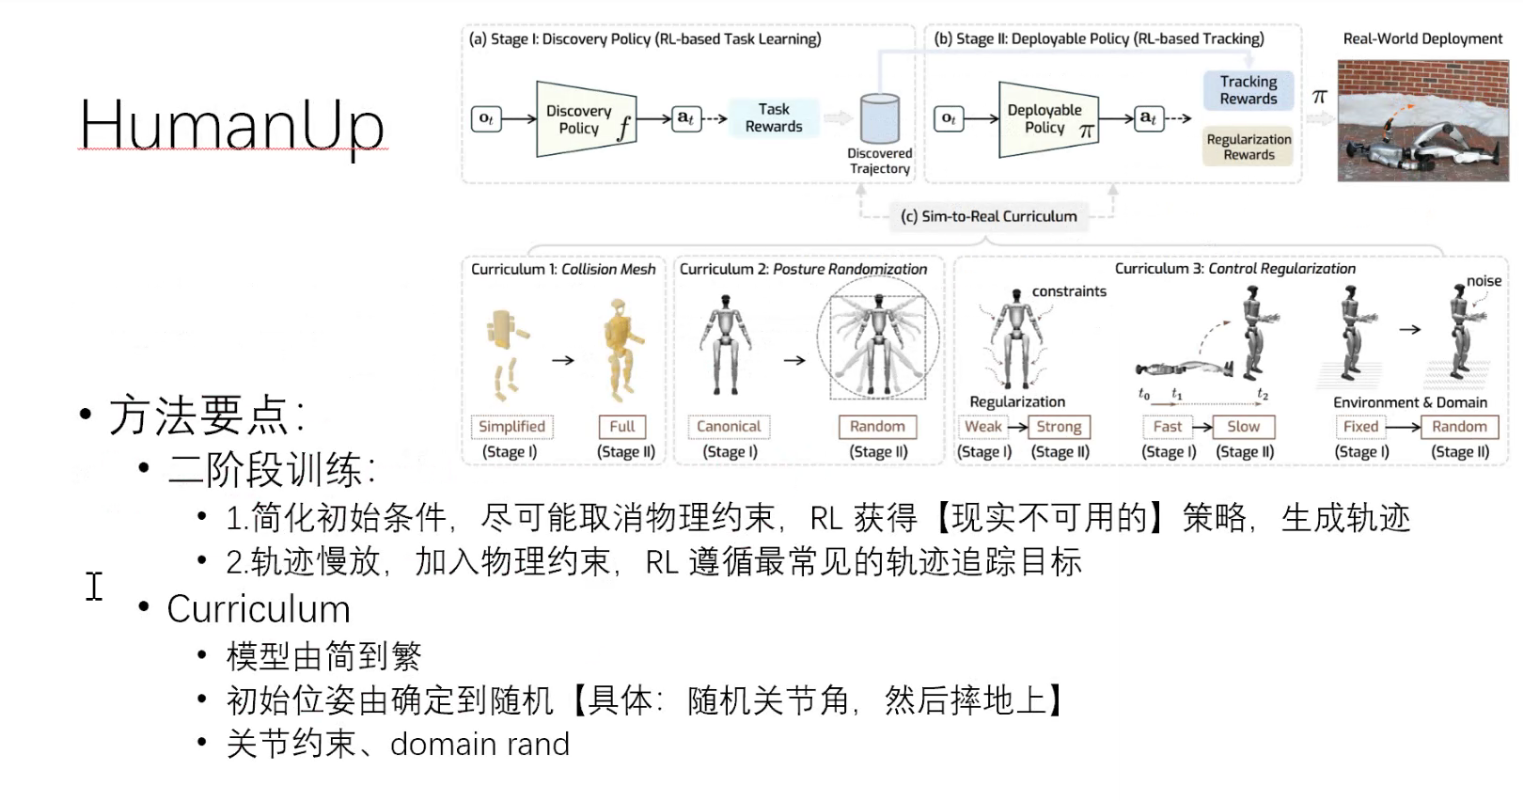 HumanUp
(a) Stage I: Discovery Policy (RL-based Task Learning)
o_t
Discovery Policy f
a_t
Task Rewards
Discovered Trajectory
(b) Stage II: Deployable Policy (RL-based Tracking)
o_t
Deployable Policy π
a_t
Tracking Rewards
Regularization Rewards
π
Real-World Deployment
(c) Sim-to-Real Curriculum
Curriculum 1: Collision Mesh
Simplified
(Stage I)
Full
(Stage II)
Curriculum 2: Posture Randomization
Canonical
(Stage I)
Random
(Stage II)
Curriculum 3: Control Regularization
constraints
Regularization
Weak
Strong
(Stage I)
(Stage II)
t_0
t_1
t_2
Fast
Slow
(Stage I)
(Stage II)
noise
Environment & Domain
Fixed
Random
(Stage I)
(Stage II)
• 方法要点：
• 二阶段训练：
• 1.简化初始条件，尽可能取消物理约束，RL 获得【现实不可用的】策略，生成轨迹
• 2.轨迹慢放，加入物理约束，RL 遵循最常见的轨迹追踪目标
• Curriculum
• 模型由简到繁
• 初始位姿由确定到随机【具体：随机关节角，然后摔地上】
• 关节约束、domain rand